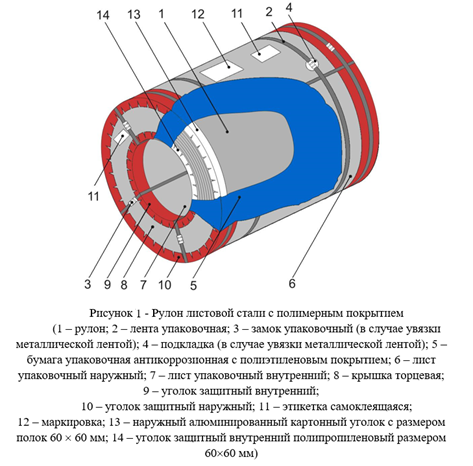 14 13 1 12 11 2 4
11
3 9 8 7 10 5 6
Рисунок 1 - Рулон листовой стали с полимерным покрытием
(1 – рулон; 2 – лента упаковочная; 3 – замок упаковочный (в случае увязки
металлической лентой); 4 – подкладка (в случае увязки металлической лентой); 5 –
бумага упаковочная антикоррозионная с полиэтиленовым покрытием; 6 – лист
упаковочный наружный; 7 – лист упаковочный внутренний; 8 – крышка торцевая;
9 – уголок защитный внутренний;
10 – уголок защитный наружный; 11 – этикетка самоклеящаяся;
12 – маркировка; 13 – наружный алюминированный картонный уголок с размером
полок 60 × 60 мм; 14 – уголок защитный внутренний полипропиленовый размером
60×60 мм)